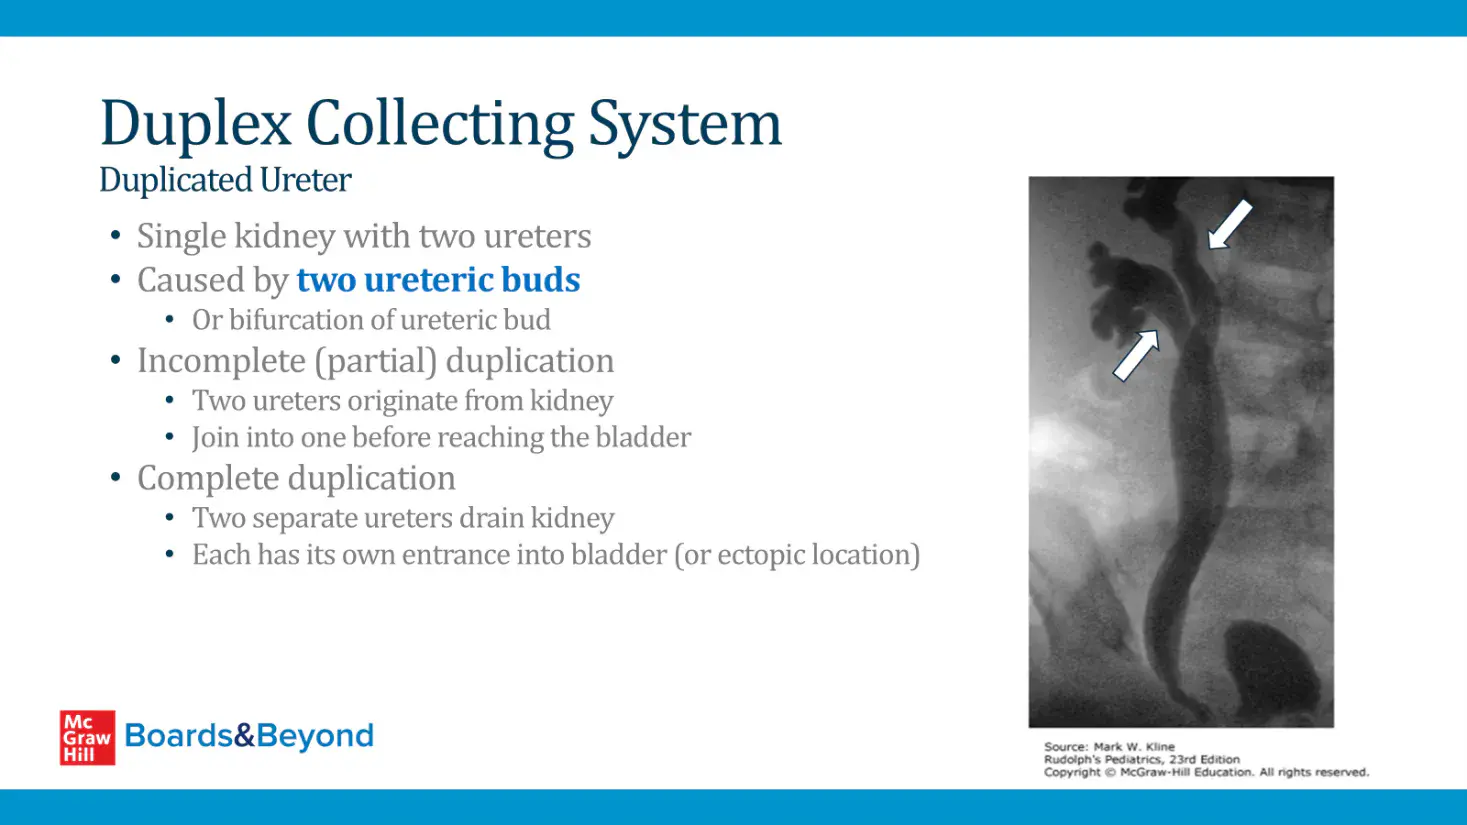 Duplex Collecting System
Duplicated Ureter
• Single kidney with two ureters
• Caused by two ureteric buds
• Or bifurcation of ureteric bud
• Incomplete (partial) duplication
• Two ureters originate from kidney
• Join into one before reaching the bladder
• Complete duplication
• Two separate ureters drain kidney
• Each has its own entrance into bladder (or ectopic location)
Mc
Graw
Hill
Boards&Beyond
Source: Mark W. Kline
Rudolph's Pediatrics, 23rd Edition
Copyright © McGraw-Hill Education. All rights reserved.